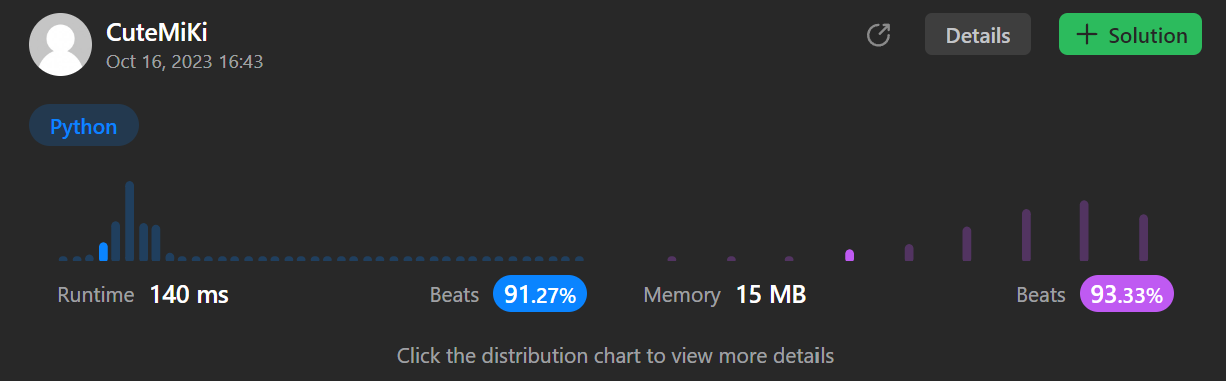 CuteMiKi
Oct 16, 2023 16:43
Details
+ Solution
Python
Runtime 140 ms Beats 91.27%
Memory 15 MB Beats 93.33%
Click the distribution chart to view more details